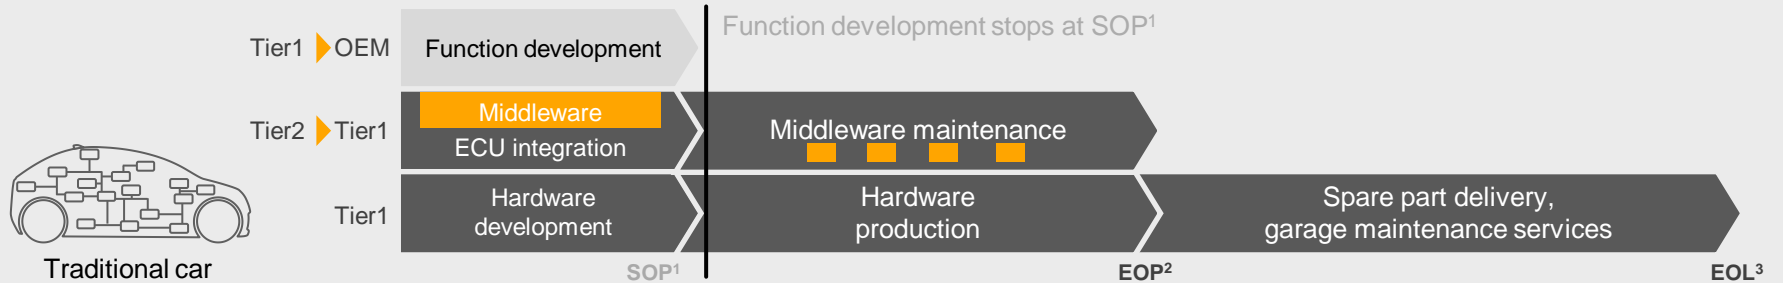 Function development stops at SOP¹
Tier1 OEM
Function development
Tier2 Tier1
Middleware
ECU integration
Middleware maintenance
Tier1
Hardware
development
Hardware
production
Spare part delivery,
garage maintenance services
Traditional car
SOP¹
EOP²
EOL³